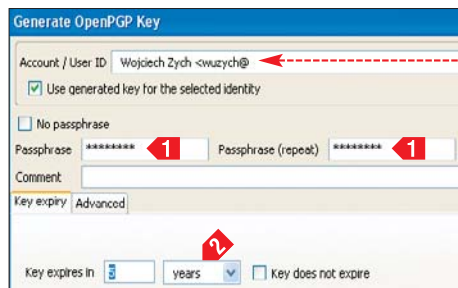 Generate OpenPGP Key
Account / User ID Wojciech Zych <wuzych@
Use generated key for the selected identity
No passphrase
Passphrase ******** 1 Passphrase (repeat) ******** 1
Comment
Key expiry Advanced
2
Key expires in 5 years Key does not expire